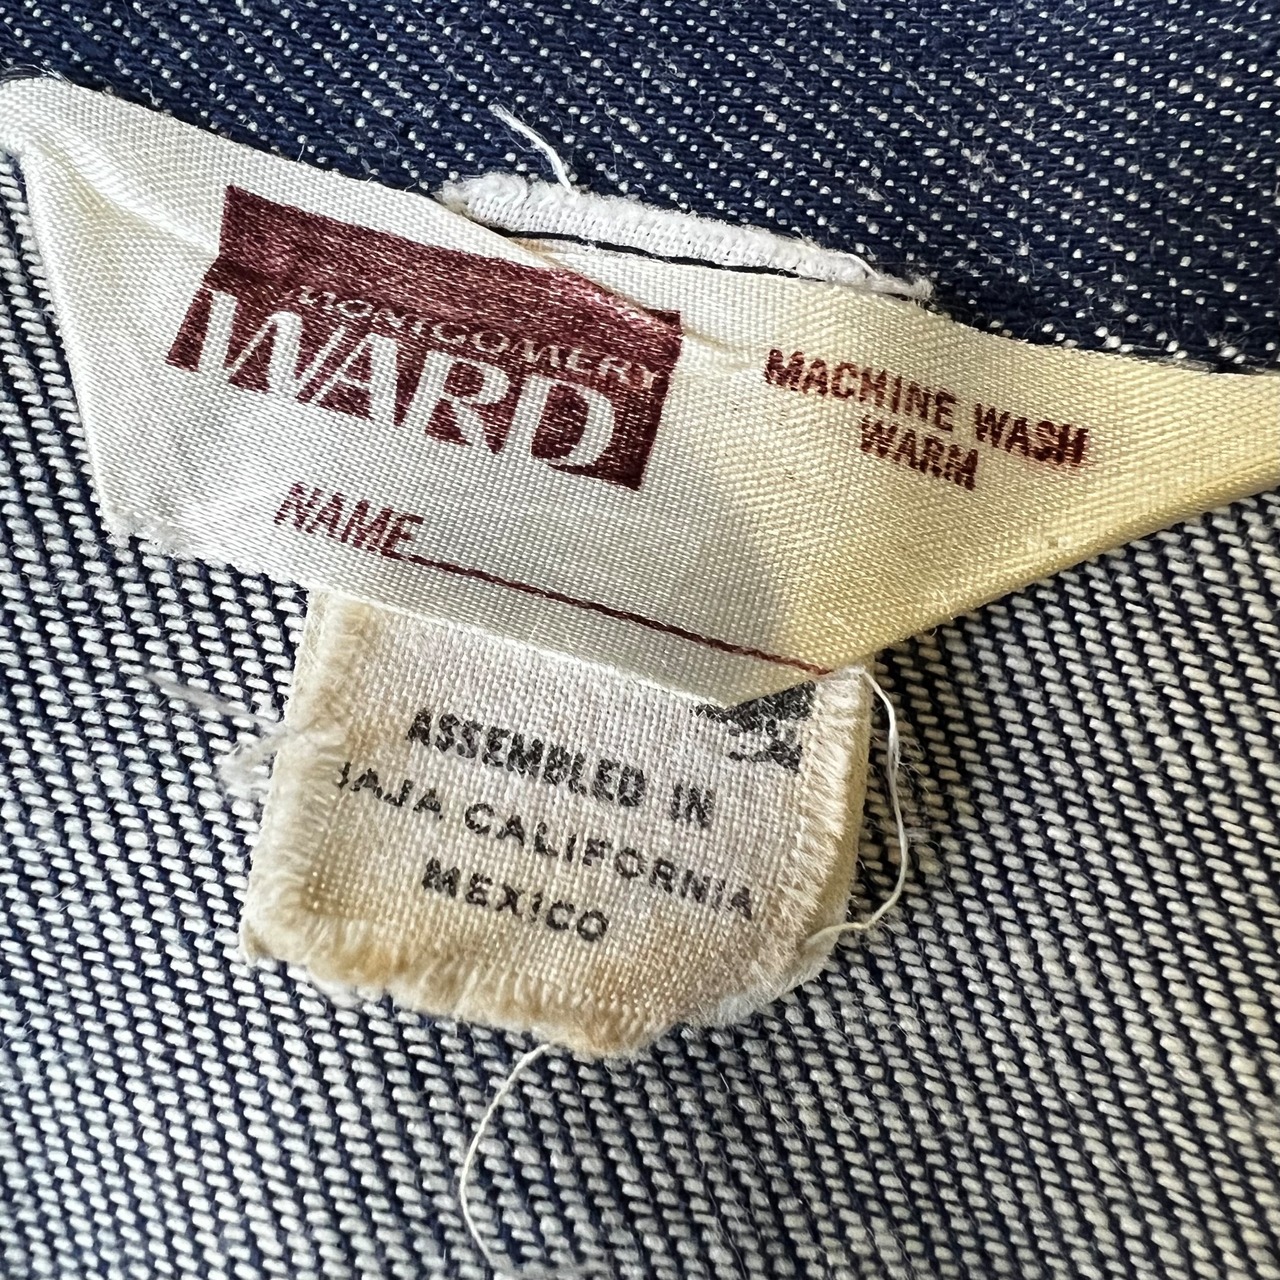 MONTGOMERY
WARD
MACHINE WASH
WARM
NAME
ASSEMBLED IN
BAJA CALIFORNIA
MEXICO